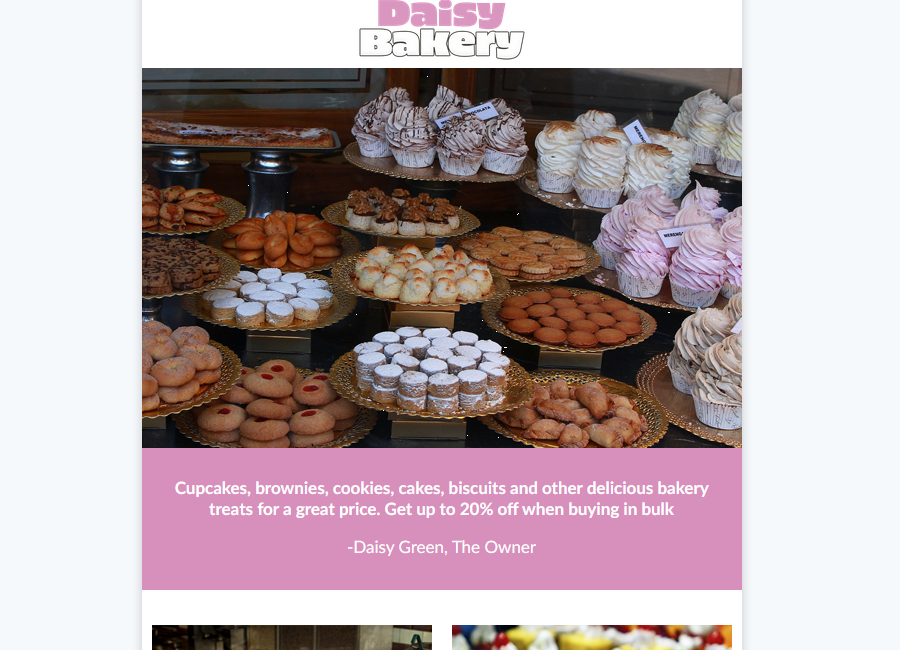 Daisy
Bakery
Cupcakes, brownies, cookies, cakes, biscuits and other delicious bakery
treats for a great price. Get up to 20% off when buying in bulk
-Daisy Green, The Owner